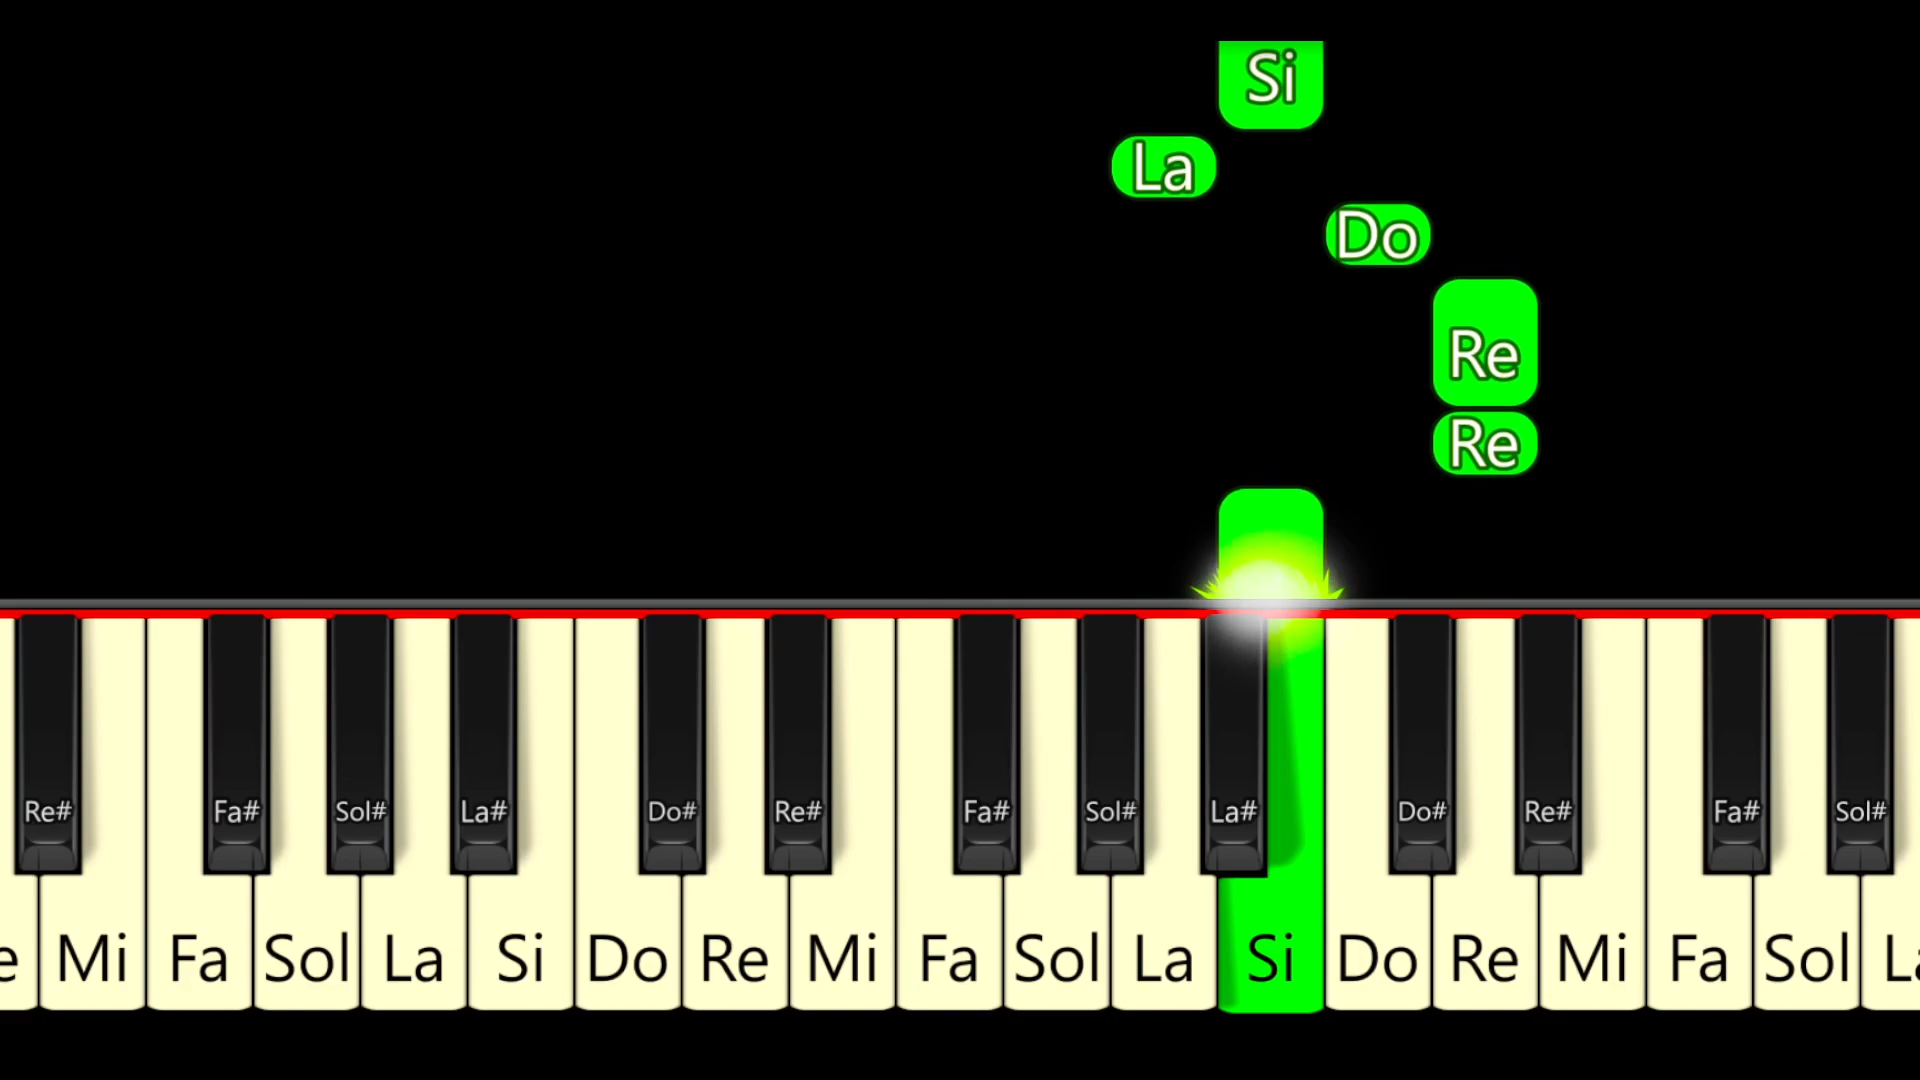 Si
La
Do
Re
Re
Re# Fa# Sol# La# Do# Re# Fa# Sol# La# Do# Re# Fa# Sol#
e Mi Fa Sol La Si Do Re Mi Fa Sol La Si Do Re Mi Fa Sol La